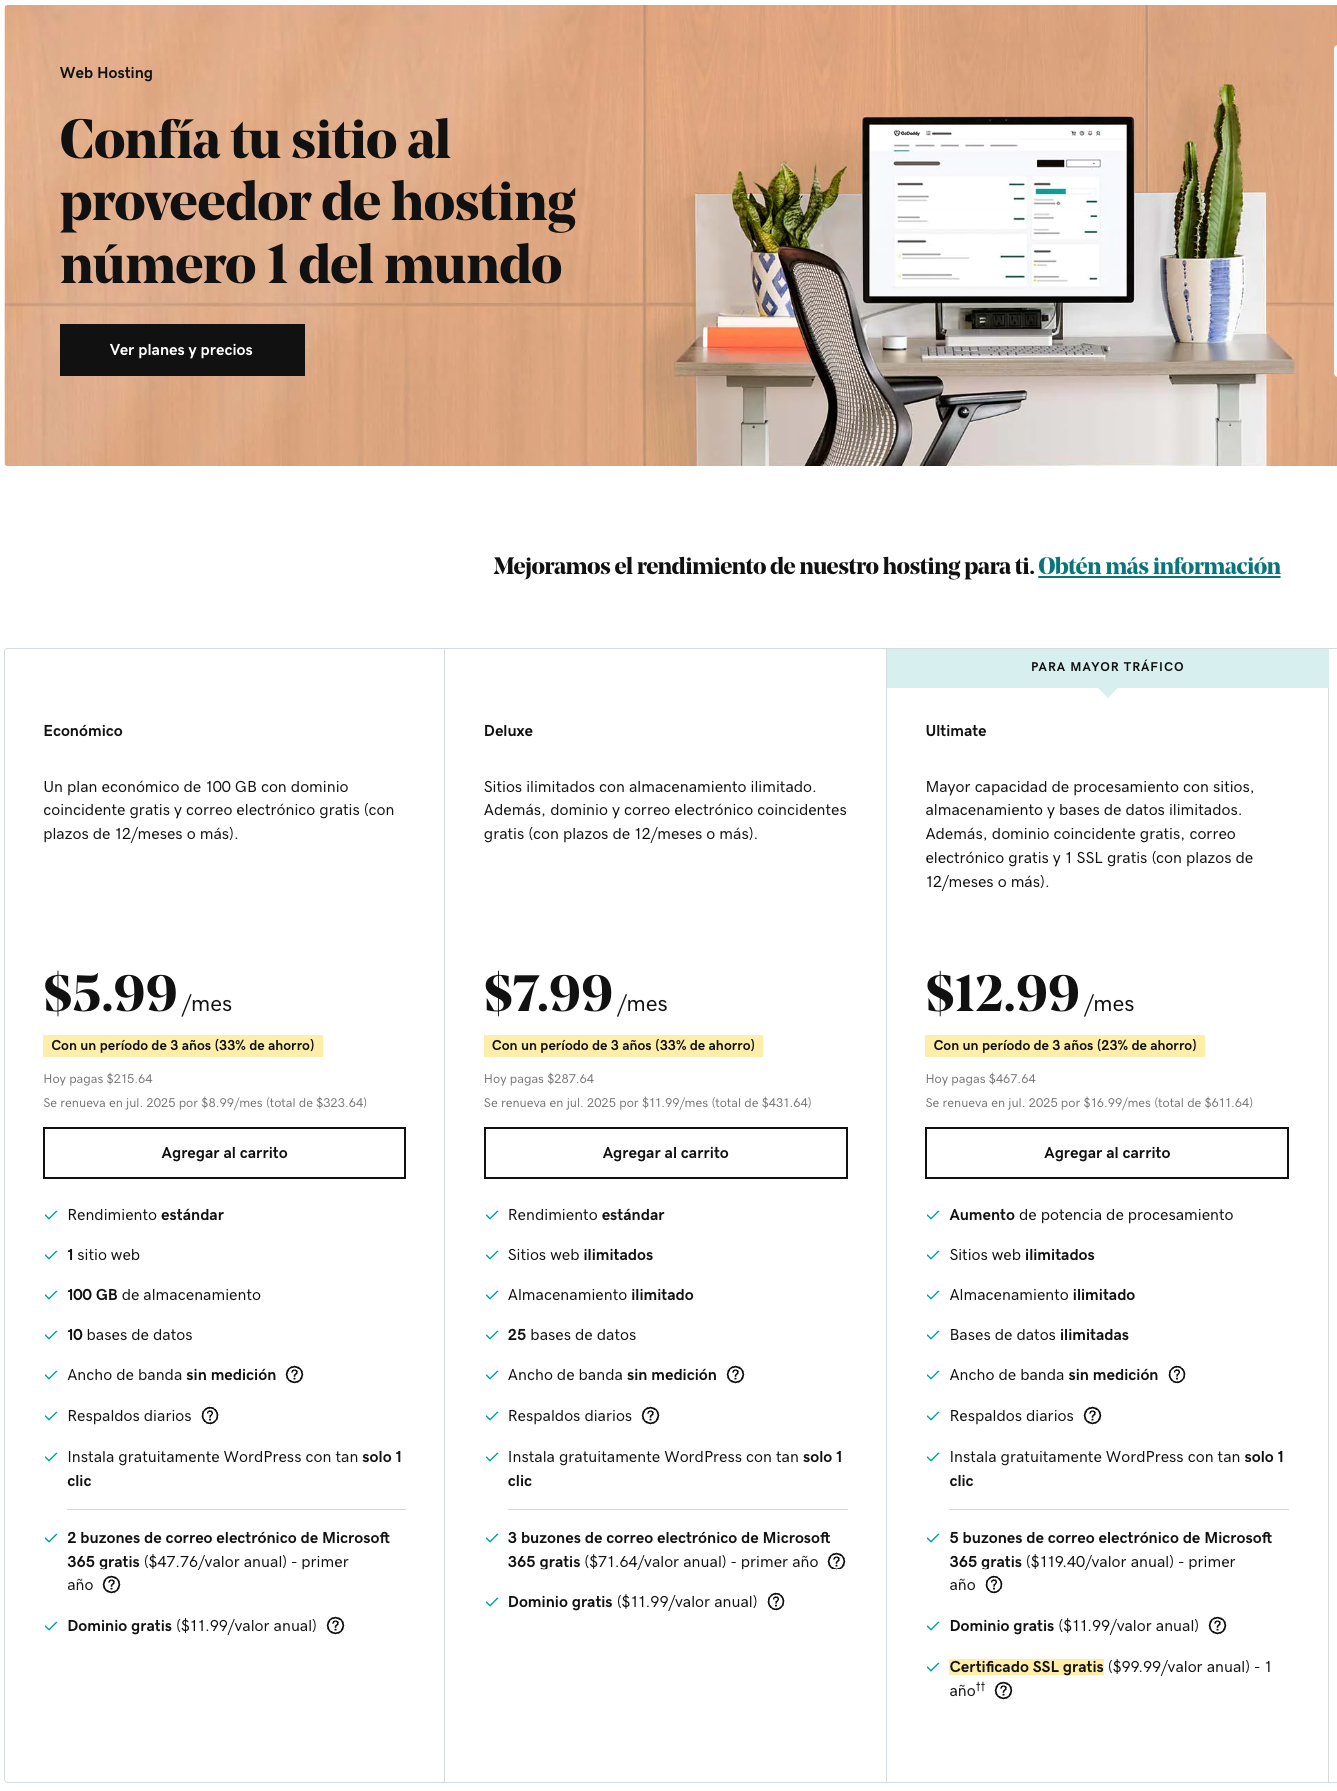 Web Hosting
Confía tu sitio al
proveedor de hosting
número 1 del mundo
Ver planes y precios
GoDaddy
Mejoramos el rendimiento de nuestro hosting para ti. Obtén más información
Económico
Un plan económico de 100 GB con dominio
coincidente gratis y correo electrónico gratis (con
plazos de 12/meses o más).
$5.99 /mes
Con un período de 3 años (33% de ahorro)
Hoy pagas $215.64
Se renueva en jul. 2025 por $8.99/mes (total de $323.64)
Agregar al carrito
Rendimiento estándar
1 sitio web
100 GB de almacenamiento
10 bases de datos
Ancho de banda sin medición
Respaldos diarios
Instala gratuitamente WordPress con tan solo 1
clic
2 buzones de correo electrónico de Microsoft
365 gratis ($47.76/valor anual) - primer
año
Dominio gratis ($11.99/valor anual)
Deluxe
Sitios ilimitados con almacenamiento ilimitado.
Además, dominio y correo electrónico coincidentes
gratis (con plazos de 12/meses o más).
$7.99 /mes
Con un período de 3 años (33% de ahorro)
Hoy pagas $287.64
Se renueva en jul. 2025 por $11.99/mes (total de $431.64)
Agregar al carrito
Rendimiento estándar
Sitios web ilimitados
Almacenamiento ilimitado
25 bases de datos
Ancho de banda sin medición
Respaldos diarios
Instala gratuitamente WordPress con tan solo 1
clic
3 buzones de correo electrónico de Microsoft
365 gratis ($71.64/valor anual) - primer año
Dominio gratis ($11.99/valor anual)
PARA MAYOR TRÁFICO
Ultimate
Mayor capacidad de procesamiento con sitios,
almacenamiento y bases de datos ilimitados.
Además, dominio coincidente gratis, correo
electrónico gratis y 1 SSL gratis (con plazos de
12/meses o más).
$12.99 /mes
Con un período de 3 años (23% de ahorro)
Hoy pagas $467.64
Se renueva en jul. 2025 por $16.99/mes (total de $611.64)
Agregar al carrito
Aumento de potencia de procesamiento
Sitios web ilimitados
Almacenamiento ilimitado
Bases de datos ilimitadas
Ancho de banda sin medición
Respaldos diarios
Instala gratuitamente WordPress con tan solo 1
clic
5 buzones de correo electrónico de Microsoft
365 gratis ($119.40/valor anual) - primer
año
Dominio gratis ($11.99/valor anual)
Certificado SSL gratis ($99.99/valor anual) - 1
año††